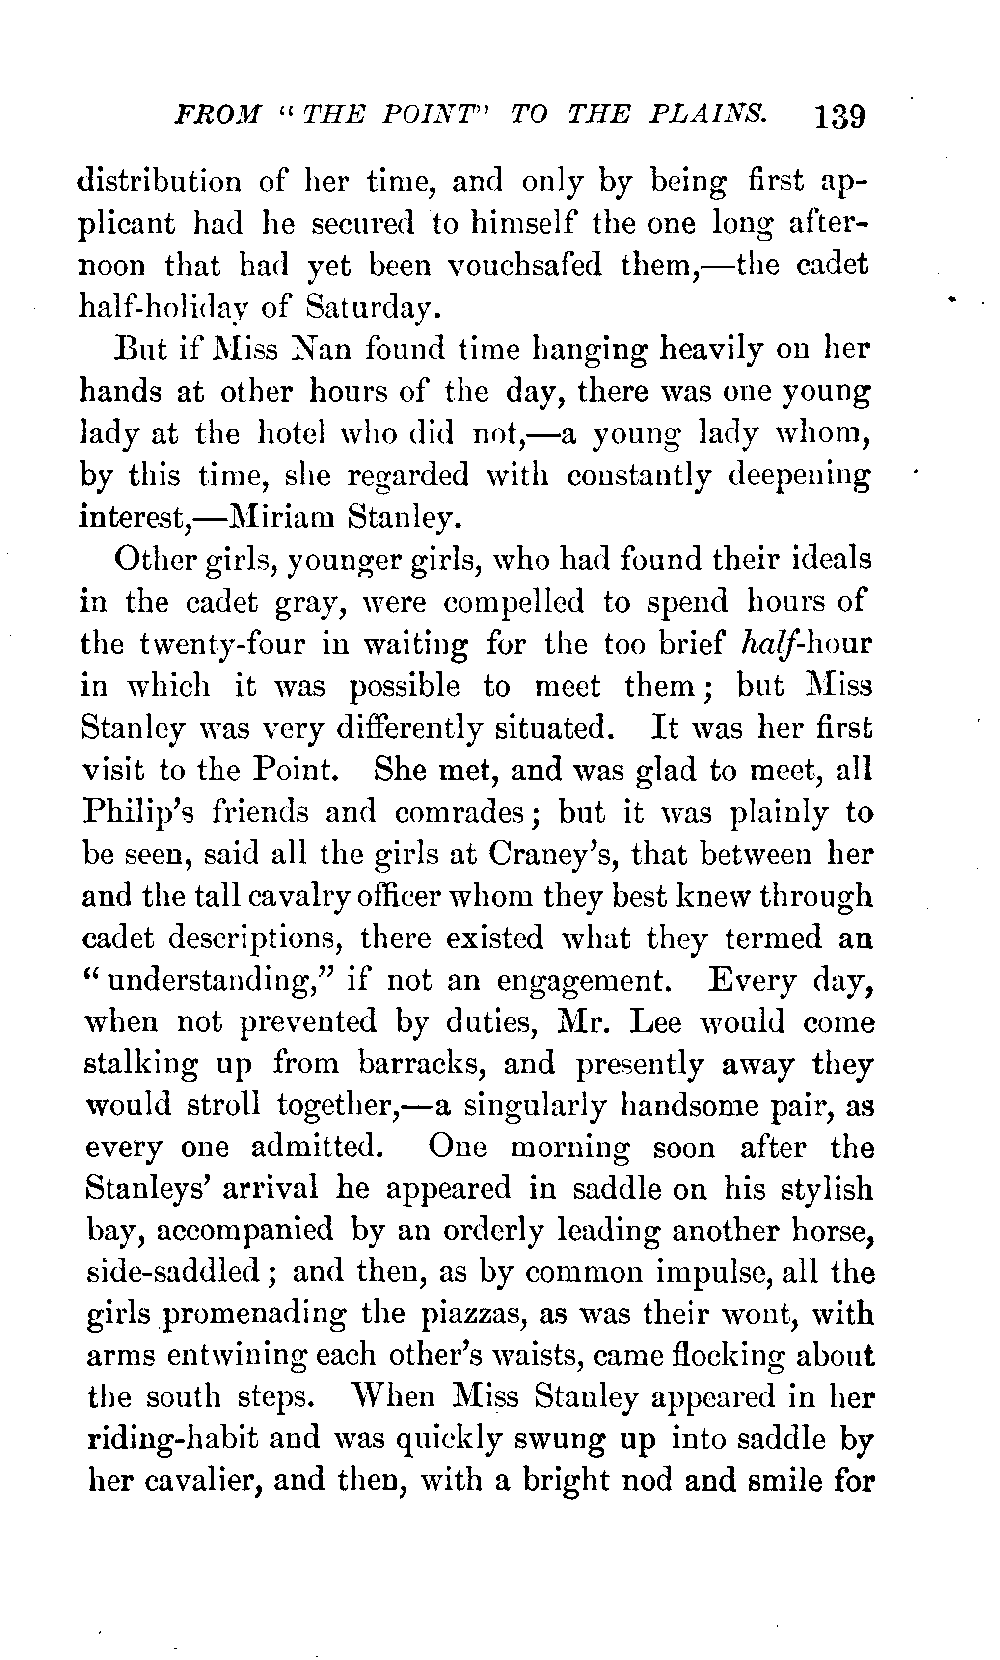 FROM "THE POINT" TO THE PLAINS. 139
distribution of her time, and only by being first ap-
plicant had he secured to himself the one long after-
noon that had yet been vouchsafed them,—the cadet
half-holiday of Saturday.
But if Miss Nan found time hanging heavily on her
hands at other hours of the day, there was one young
lady at the hotel who did not,—a young lady whom,
by this time, she regarded with constantly deepening
interest,—Miriam Stanley.
Other girls, younger girls, who had found their ideals
in the cadet gray, were compelled to spend hours of
the twenty-four in waiting for the too brief half-hour
in which it was possible to meet them; but Miss
Stanley was very differently situated. It was her first
visit to the Point. She met, and was glad to meet, all
Philip's friends and comrades; but it was plainly to
be seen, said all the girls at Craney's, that between her
and the tall cavalry officer whom they best knew through
cadet descriptions, there existed what they termed an
"understanding," if not an engagement. Every day,
when not prevented by duties, Mr. Lee would come
stalking up from barracks, and presently away they
would stroll together,—a singularly handsome pair, as
every one admitted. One morning soon after the
Stanleys' arrival he appeared in saddle on his stylish
bay, accompanied by an orderly leading another horse,
side-saddled; and then, as by common impulse, all the
girls promenading the piazzas, as was their wont, with
arms entwining each other's waists, came flocking about
the south steps. When Miss Stanley appeared in her
riding-habit and was quickly swung up into saddle by
her cavalier, and then, with a bright nod and smile for